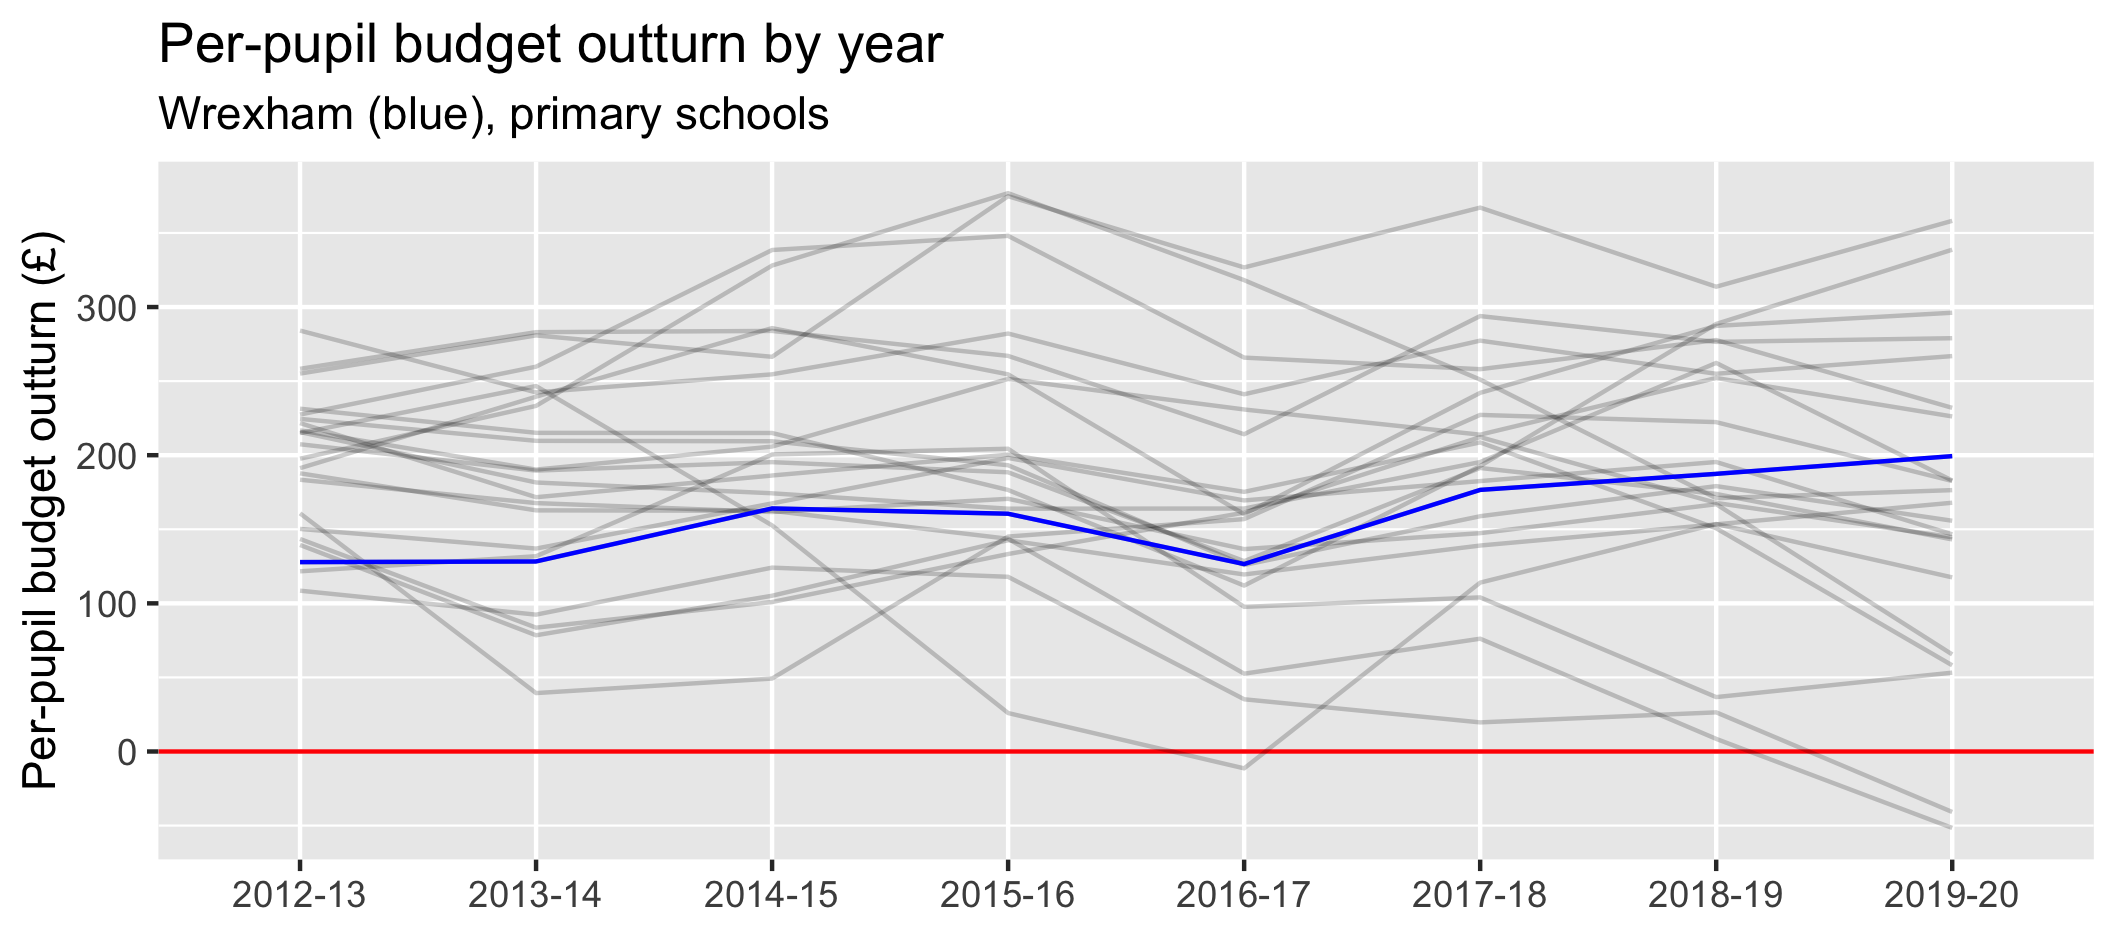 Per-pupil budget outturn by year
Wrexham (blue), primary schools
Per-pupil budget outturn (£)
300
200
100
0
2012-13 2013-14 2014-15 2015-16 2016-17 2017-18 2018-19 2019-20